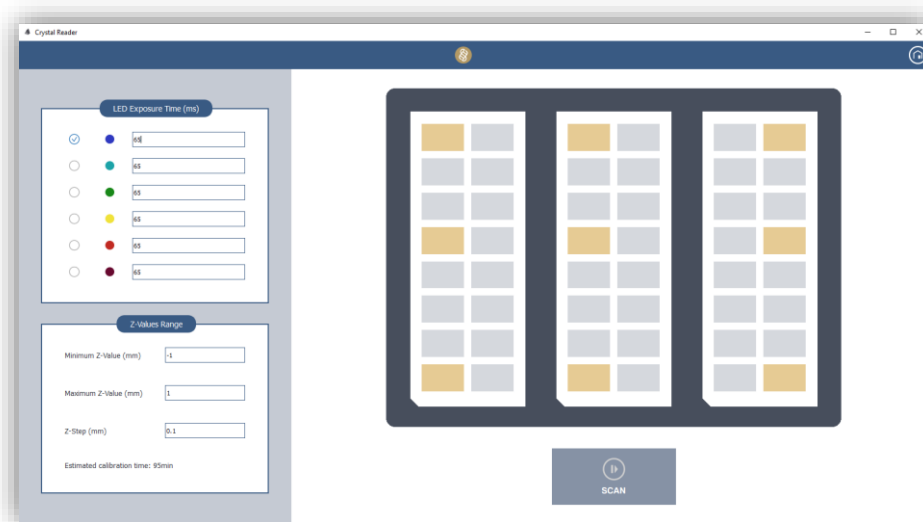 Crystal Reader
LED Exposure Time (ms)
65
65
65
65
65
65
Z-Values Range
Minimum Z-Value (mm) -1
Maximum Z-Value (mm) 1
Z-Step (mm) 0.1
Estimated calibration time: 95min
SCAN